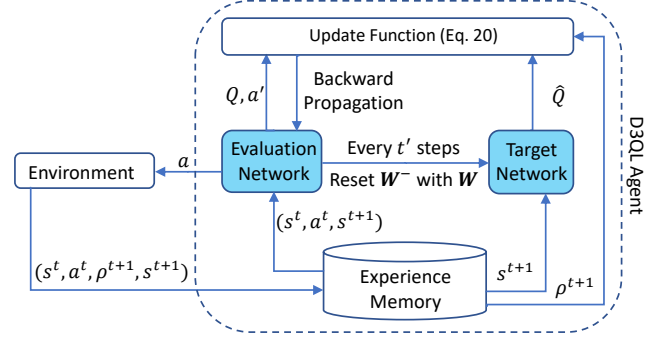 Update Function (Eq. 20)
Q, a′
Backward
Propagation
Q̂
D3QL Agent
Environment
a
Evaluation
Network
Every t′ steps
Reset W⁻ with W
Target
Network
(sᵗ, aᵗ, sᵗ⁺¹)
(sᵗ, aᵗ, ρᵗ⁺¹, sᵗ⁺¹)
Experience
Memory
sᵗ⁺¹
ρᵗ⁺¹